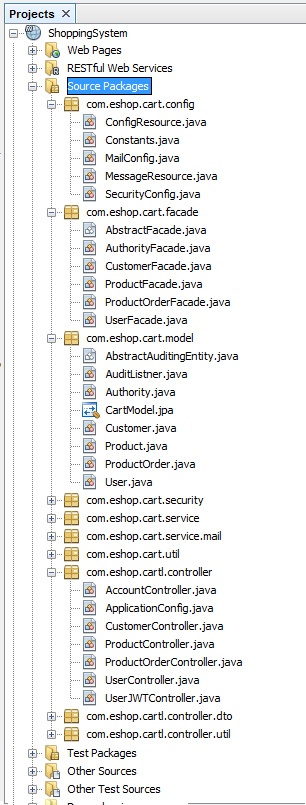 Projects
ShoppingSystem
Web Pages
RESTful Web Services
Source Packages
com.eshop.cart.config
ConfigResource.java
Constants.java
MailConfig.java
MessageResource.java
SecurityConfig.java
com.eshop.cart.facade
AbstractFacade.java
AuthorityFacade.java
CustomerFacade.java
ProductFacade.java
ProductOrderFacade.java
UserFacade.java
com.eshop.cart.model
AbstractAuditingEntity.java
AuditListner.java
Authority.java
CartModel.jpa
Customer.java
Product.java
ProductOrder.java
User.java
com.eshop.cart.security
com.eshop.cart.service
com.eshop.cart.service.mail
com.eshop.cart.util
com.eshop.cartl.controller
AccountController.java
ApplicationConfig.java
CustomerController.java
ProductController.java
ProductOrderController.java
UserController.java
UserJWTController.java
com.eshop.cartl.controller.dto
com.eshop.cartl.controller.util
Test Packages
Other Sources
Other Test Sources